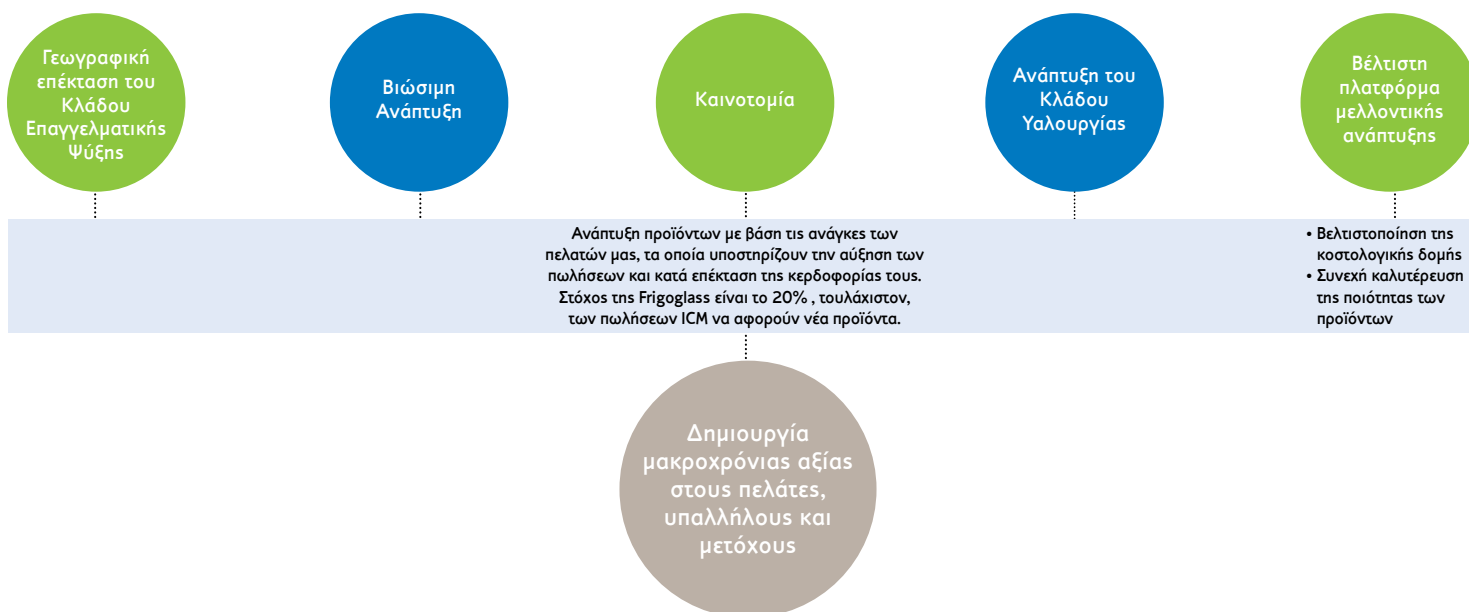 Γεωγραφική
επέκταση του
Κλάδου
Επαγγελματικής
Ψύξης
Βιώσιμη
Ανάπτυξη
Καινοτομία
Ανάπτυξη του
Κλάδου
Υαλουργίας
Βέλτιστη
πλατφόρμα
μελλοντικής
ανάπτυξης
Ανάπτυξη προϊόντων με βάση τις ανάγκες των
πελατών μας, τα οποία υποστηρίζουν την αύξηση των
πωλήσεων και κατά επέκταση της κερδοφορίας τους.
Στόχος της Frigoglass είναι το 20% , τουλάχιστον,
των πωλήσεων ICM να αφορούν νέα προϊόντα.
• Βελτιστοποίηση της
κοστολογικής δομής
• Συνεχή καλυτέρευση
της ποιότητας των
προϊόντων
Δημιουργία
μακροχρόνιας αξίας
στους πελάτες,
υπαλλήλους και
μετόχους